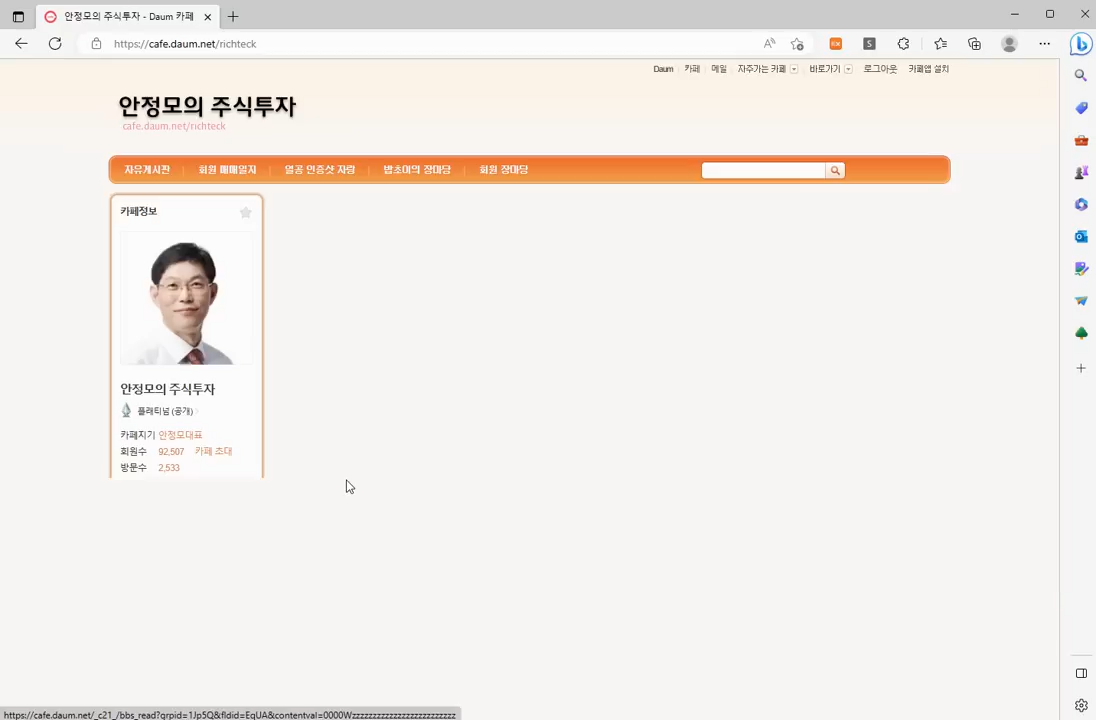 안정모의 주식투자 - Daum 카페
https://cafe.daum.net/richteck
Daum 카페 메일 자주가는 카페 바로가기 로그아웃 카페앱 설치
안정모의 주식투자
cafe.daum.net/richteck
자유게시판 회원 매매일지 열공 인증샷 자랑 밥초이의 장마당 회원 장마당
카페정보
안정모의 주식투자
플래티넘 (공개)
카페지기 안정모대표
회원수 92,507 카페 초대
방문수 2,533
https://cafe.daum.net/_c21_/bbs_read?grpid=1Jp5Q&fldid=EqUA&contentval=0000Wzzzzzzzzzzzzzzzzzzzzzzzzz